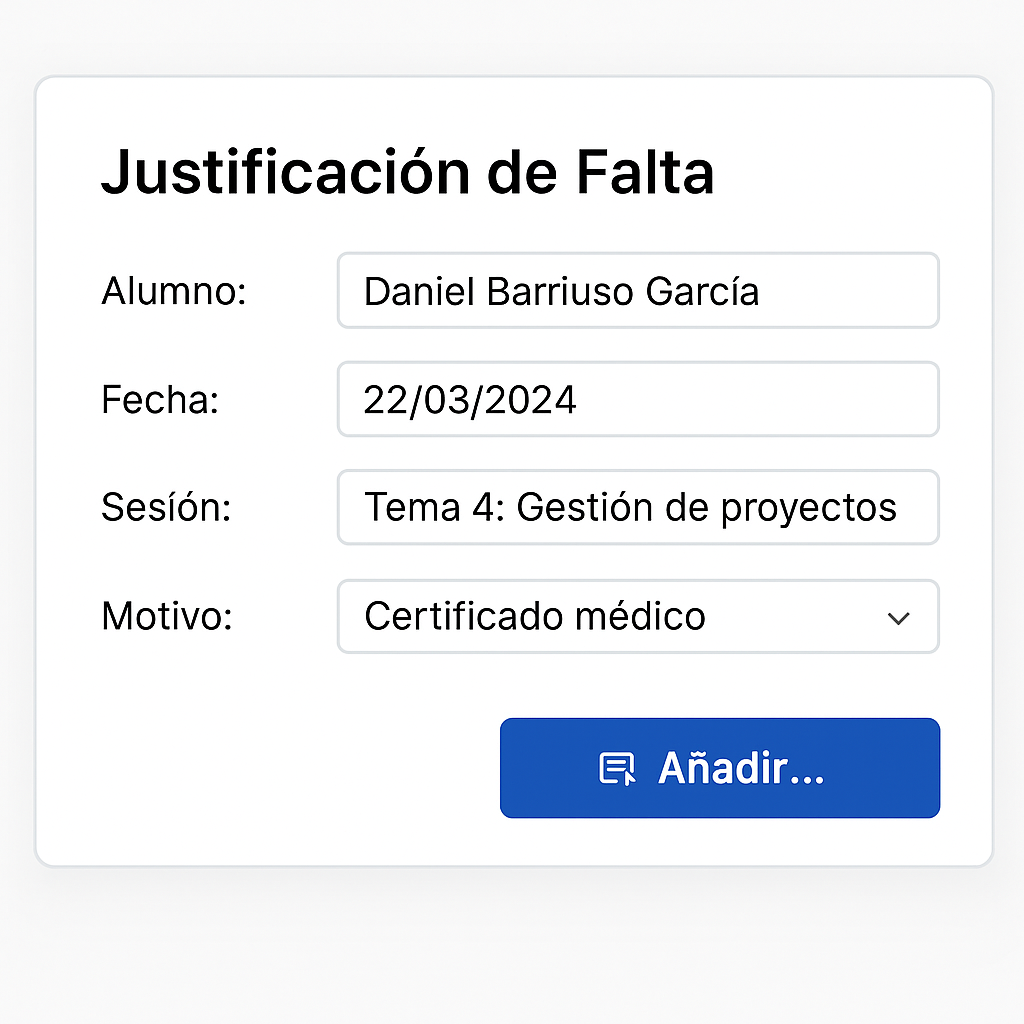 Justificación de Falta
Alumno: Daniel Barriuso García
Fecha: 22/03/2024
Sesíón: Tema 4: Gestión de proyectos
Motivo: Certificado médico
Añadir...